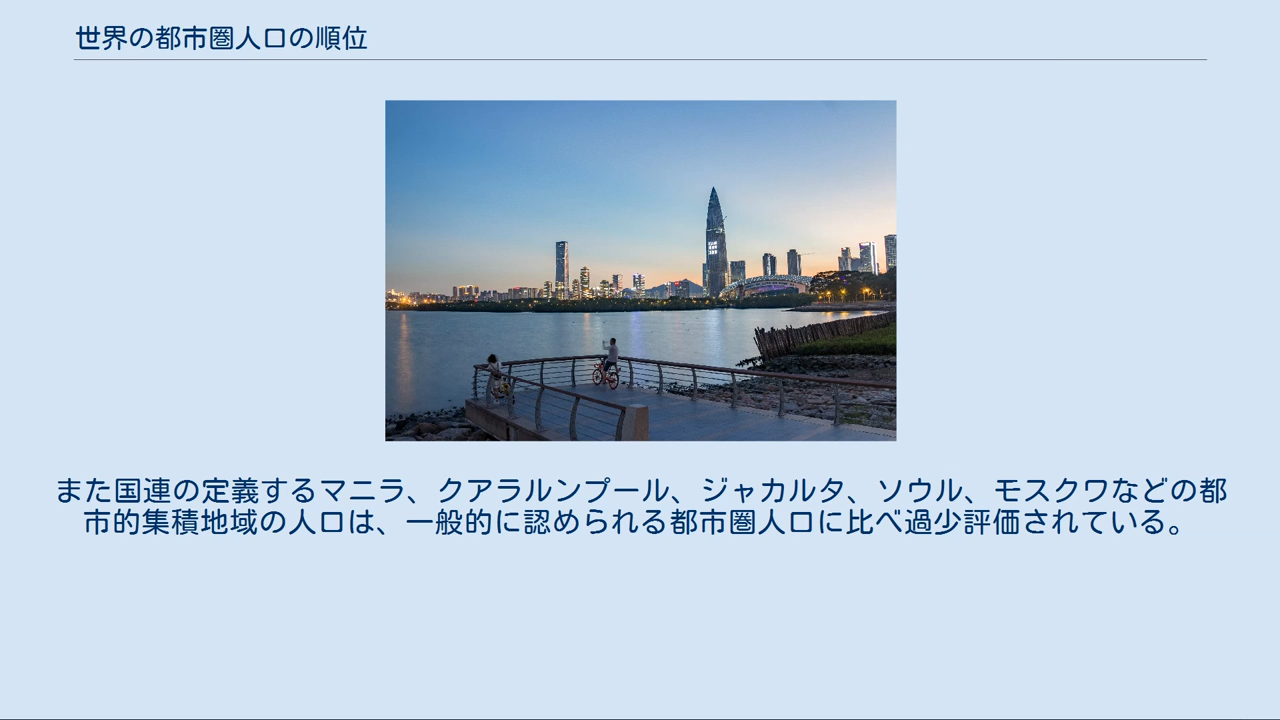 世界の都市圏人口の順位
また国連の定義するマニラ、クアラルンプール、ジャカルタ、ソウル、モスクワなどの都
市的集積地域の人口は、一般的に認められる都市圏人口に比べ過少評価されている。